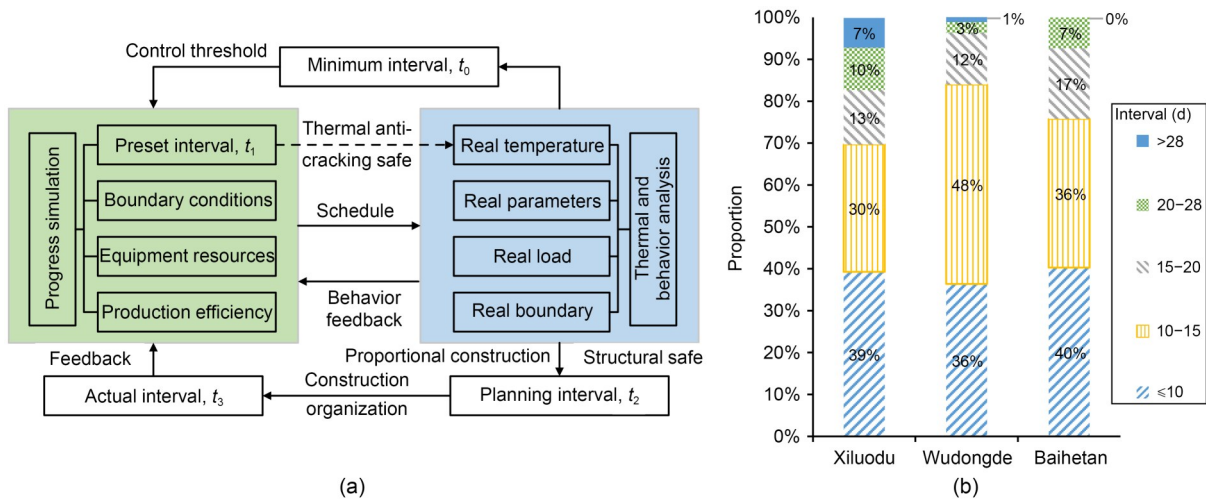 Control threshold
Minimum interval, t0
Progress simulation
Preset interval, t1
Boundary conditions
Equipment resources
Production efficiency
Thermal anti-
cracking safe
Schedule
Behavior
feedback
Real temperature
Real parameters
Real load
Real boundary
Thermal and
behavior analysis
Feedback
Proportional construction
Structural safe
Actual interval, t3
Construction
organization
Planning interval, t2
(a)
(b)
Proportion
100%
90%
80%
70%
60%
50%
40%
30%
20%
10%
0%
7%
10%
13%
30%
39%
1%
3%
12%
48%
36%
0%
7%
17%
36%
40%
Xiluodu
Wudongde
Baihetan
Interval (d)
>28
20−28
15−20
10−15
⩽10